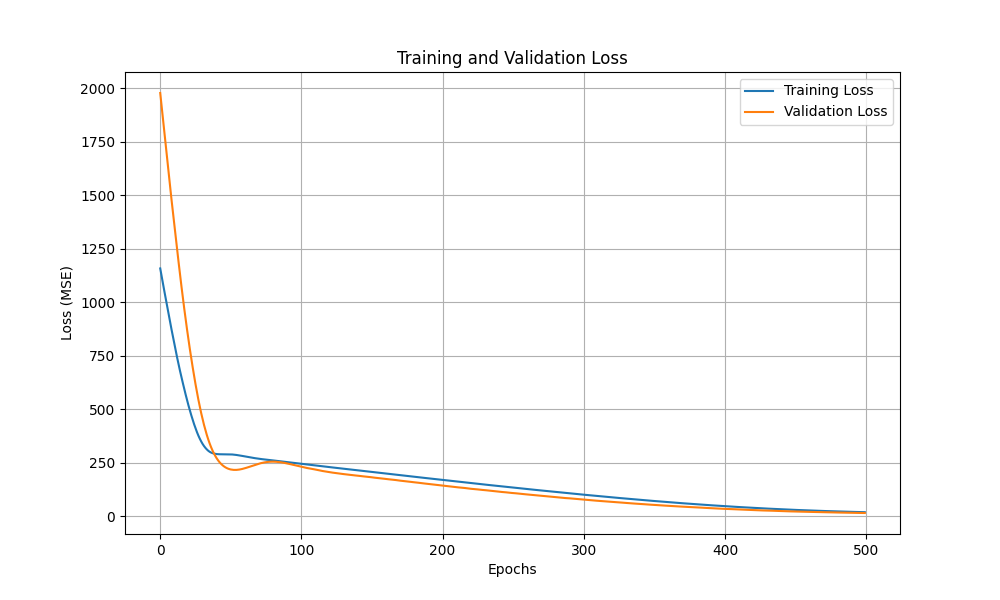 Training and Validation Loss
Training Loss
Validation Loss
Loss (MSE)
2000
1750
1500
1250
1000
750
500
250
0
0 100 200 300 400 500
Epochs